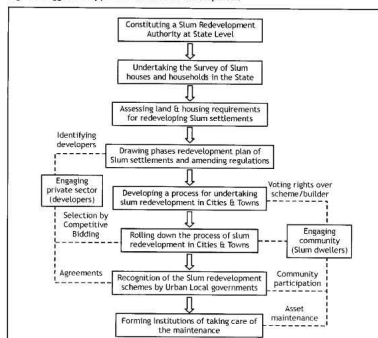 Constituting a Slum Redevelopment
Authority at State Level
Undertaking the Survey of Slum
houses and households in the State
Assessing land & housing requirements
for redeveloping Slum settlements
Identifying
developers
Drawing phases redevelopment plan of
Slum settlements and amending regulations
Engaging
private sector
(developers)
Developing a process for undertaking
slum redevelopment in Cities & Towns
Voting rights over
scheme/builder
Selection by
Competitive
Bidding
Rolling down the process of slum
redevelopment in Cities & Towns
Engaging
community
(Slum dwellers)
Agreements
Recognition of the Slum redevelopment
schemes by Urban Local governments
Community
participation
Asset
maintenance
Forming Institutions of taking care of
the maintenance